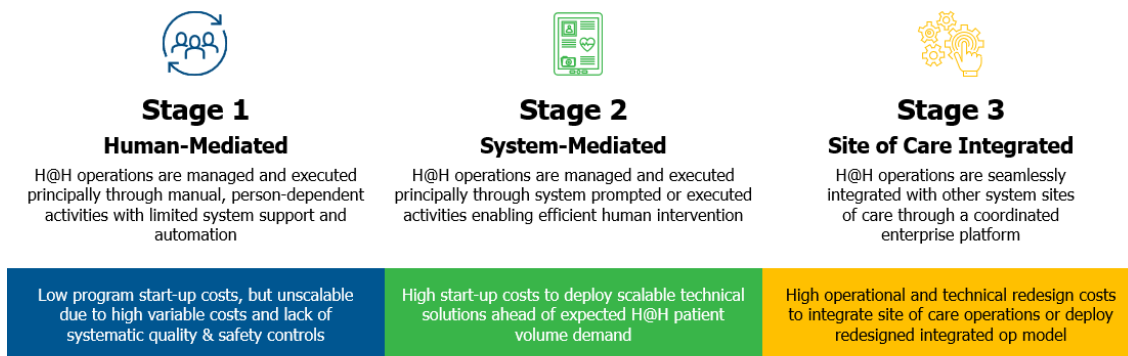 Stage 1
Human-Mediated
H@H operations are managed and executed
principally through manual, person-dependent
activities with limited system support and
automation
Low program start-up costs, but unscalable
due to high variable costs and lack of
systematic quality & safety controls
Stage 2
System-Mediated
H@H operations are managed and executed
principally through system prompted or executed
activities enabling efficient human intervention
High start-up costs to deploy scalable technical
solutions ahead of expected H@H patient
volume demand
Stage 3
Site of Care Integrated
H@H operations are seamlessly
integrated with other system sites
of care through a coordinated
enterprise platform
High operational and technical redesign costs
to integrate site of care operations or deploy
redesigned integrated op model